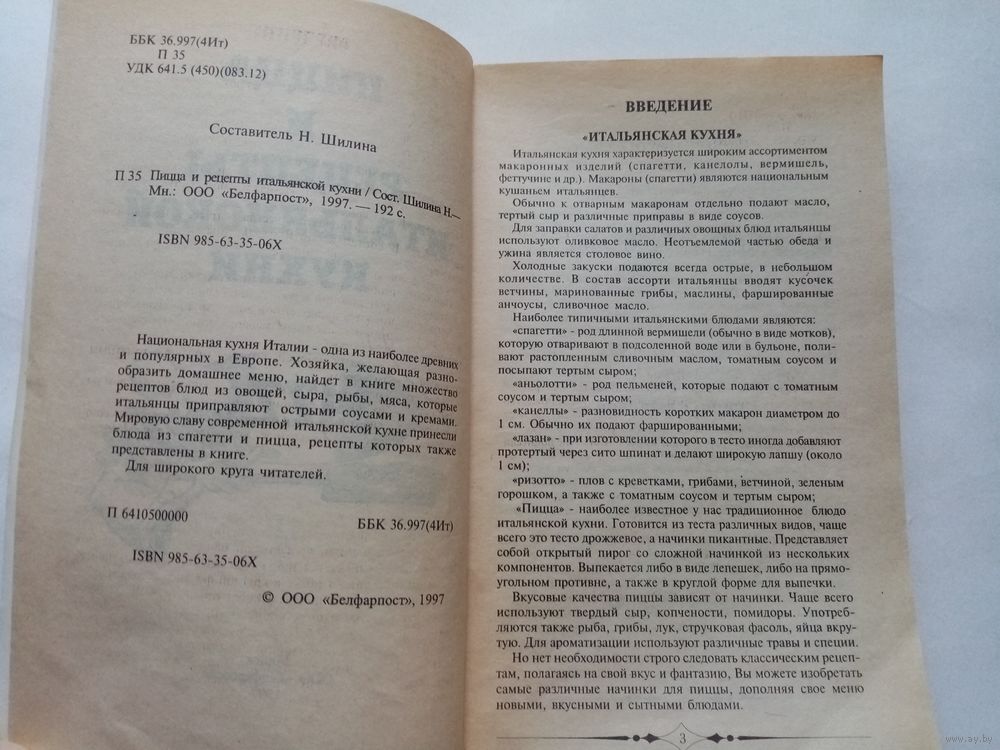 ББК 36.997(4Ит)
П 35
УДК 641.5 (450)(083.12)
Составитель Н. Шилина
П 35 Пицца и рецепты итальянской кухни / Сост. Шилина Н.—
Мн.: ООО «Белфарпост», 1997. — 192 с.
ISBN 985-63-35-06X
Национальная кухня Италии - одна из наиболее древних
и популярных в Европе. Хозяйка, желающая разно-
образить домашнее меню, найдет в книге множество
рецептов блюд из овощей, сыра, рыбы, мяса, которые
итальянцы приправляют острыми соусами и кремами.
Мировую славу современной итальянской кухне принесли
блюда из спагетти и пицца, рецепты которых также
представлены в книге.
Для широкого круга читателей.
П 6410500000
ББК 36.997(4Ит)
ISBN 985-63-35-06X
© ООО «Белфарпост», 1997
ВВЕДЕНИЕ
«ИТАЛЬЯНСКАЯ КУХНЯ»
Итальянская кухня характеризуется широким ассортиментом
макаронных изделий (спагетти, канелолы, вермишель,
феттучине и др.). Макароны (спагетти) являются национальным
кушаньем итальянцев.
Обычно к отварным макаронам отдельно подают масло,
тертый сыр и различные приправы в виде соусов.
Для заправки салатов и различных овощных блюд итальянцы
используют оливковое масло. Неотъемлемой частью обеда и
ужина является столовое вино.
Холодные закуски подаются всегда острые, в небольшом
количестве. В состав ассорти итальянцы вводят кусочек
ветчины, маринованные грибы, маслины, фаршированные
анчоусы, сливочное масло.
Наиболее типичными итальянскими блюдами являются:
«спагетти» - род длинной вермишели (обычно в виде мотков),
которую отваривают в подсоленной воде или в бульоне, поли-
вают растопленным сливочным маслом, томатным соусом и
посыпают тертым сыром;
«аньолотти» - род пельменей, которые подают с томатным
соусом и тертым сыром;
«канеллы» - разновидность коротких макарон диаметром до
1 см. Обычно их подают фаршированными;
«лазан» - при изготовлении которого в тесто иногда добавляют
протертый через сито шпинат и делают широкую лапшу (около
1 см);
«ризотто» - плов с креветками, грибами, ветчиной, зеленым
горошком, а также с томатным соусом и тертым сыром;
«Пицца» - наиболее известное у нас традиционное блюдо
итальянской кухни. Готовится из теста различных видов, чаще
всего это тесто дрожжевое, а начинки пикантные. Представляет
собой открытый пирог со сложной начинкой из нескольких
компонентов. Выпекается либо в виде лепешек, либо на прямо-
угольном противне, а также в круглой форме для выпечки.
Вкусовые качества пиццы зависят от начинки. Чаще всего
используют твердый сыр, копчености, помидоры. Употреб-
ляются также рыба, грибы, лук, стручковая фасоль, яйца вкру-
тую. Для ароматизации используют различные травы и специи.
Но нет необходимости строго следовать классическим рецеп-
там, полагаясь на свой вкус и фантазию, Вы можете изобретать
самые различные начинки для пиццы, дополняя свое меню
новыми, вкусными и сытными блюдами.
3
www.ay.by